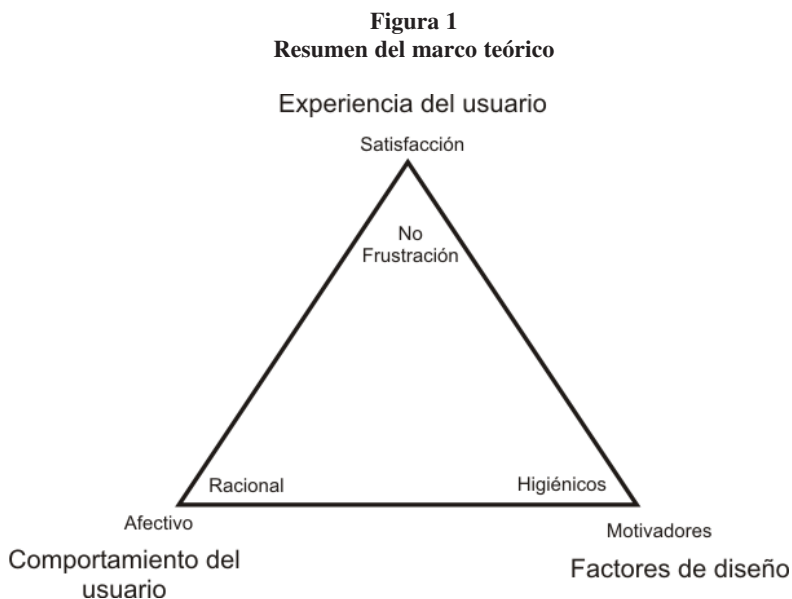 Figura 1
Resumen del marco teórico
Experiencia del usuario
Satisfacción
No
Frustración
Racional
Higiénicos
Afectivo
Motivadores
Comportamiento del
usuario
Factores de diseño